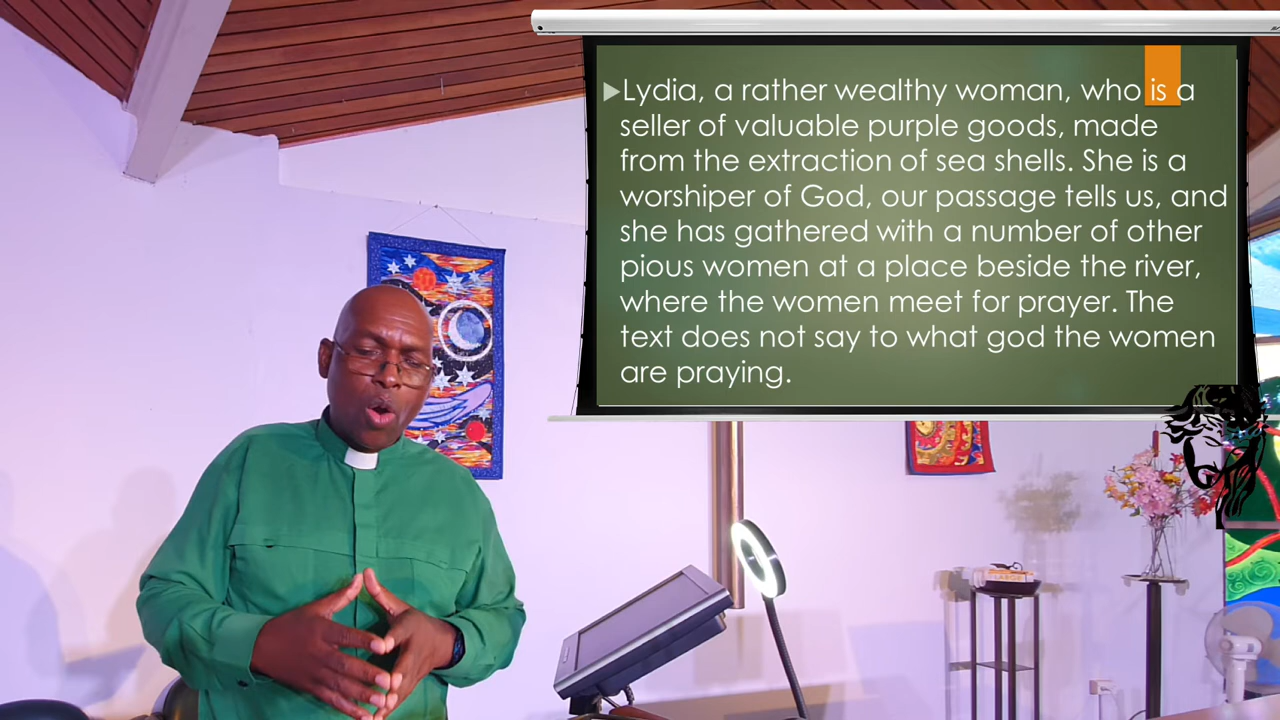 Lydia, a rather wealthy woman, who is a
seller of valuable purple goods, made
from the extraction of sea shells. She is a
worshiper of God, our passage tells us, and
she has gathered with a number of other
pious women at a place beside the river,
where the women meet for prayer. The
text does not say to what god the women
are praying.